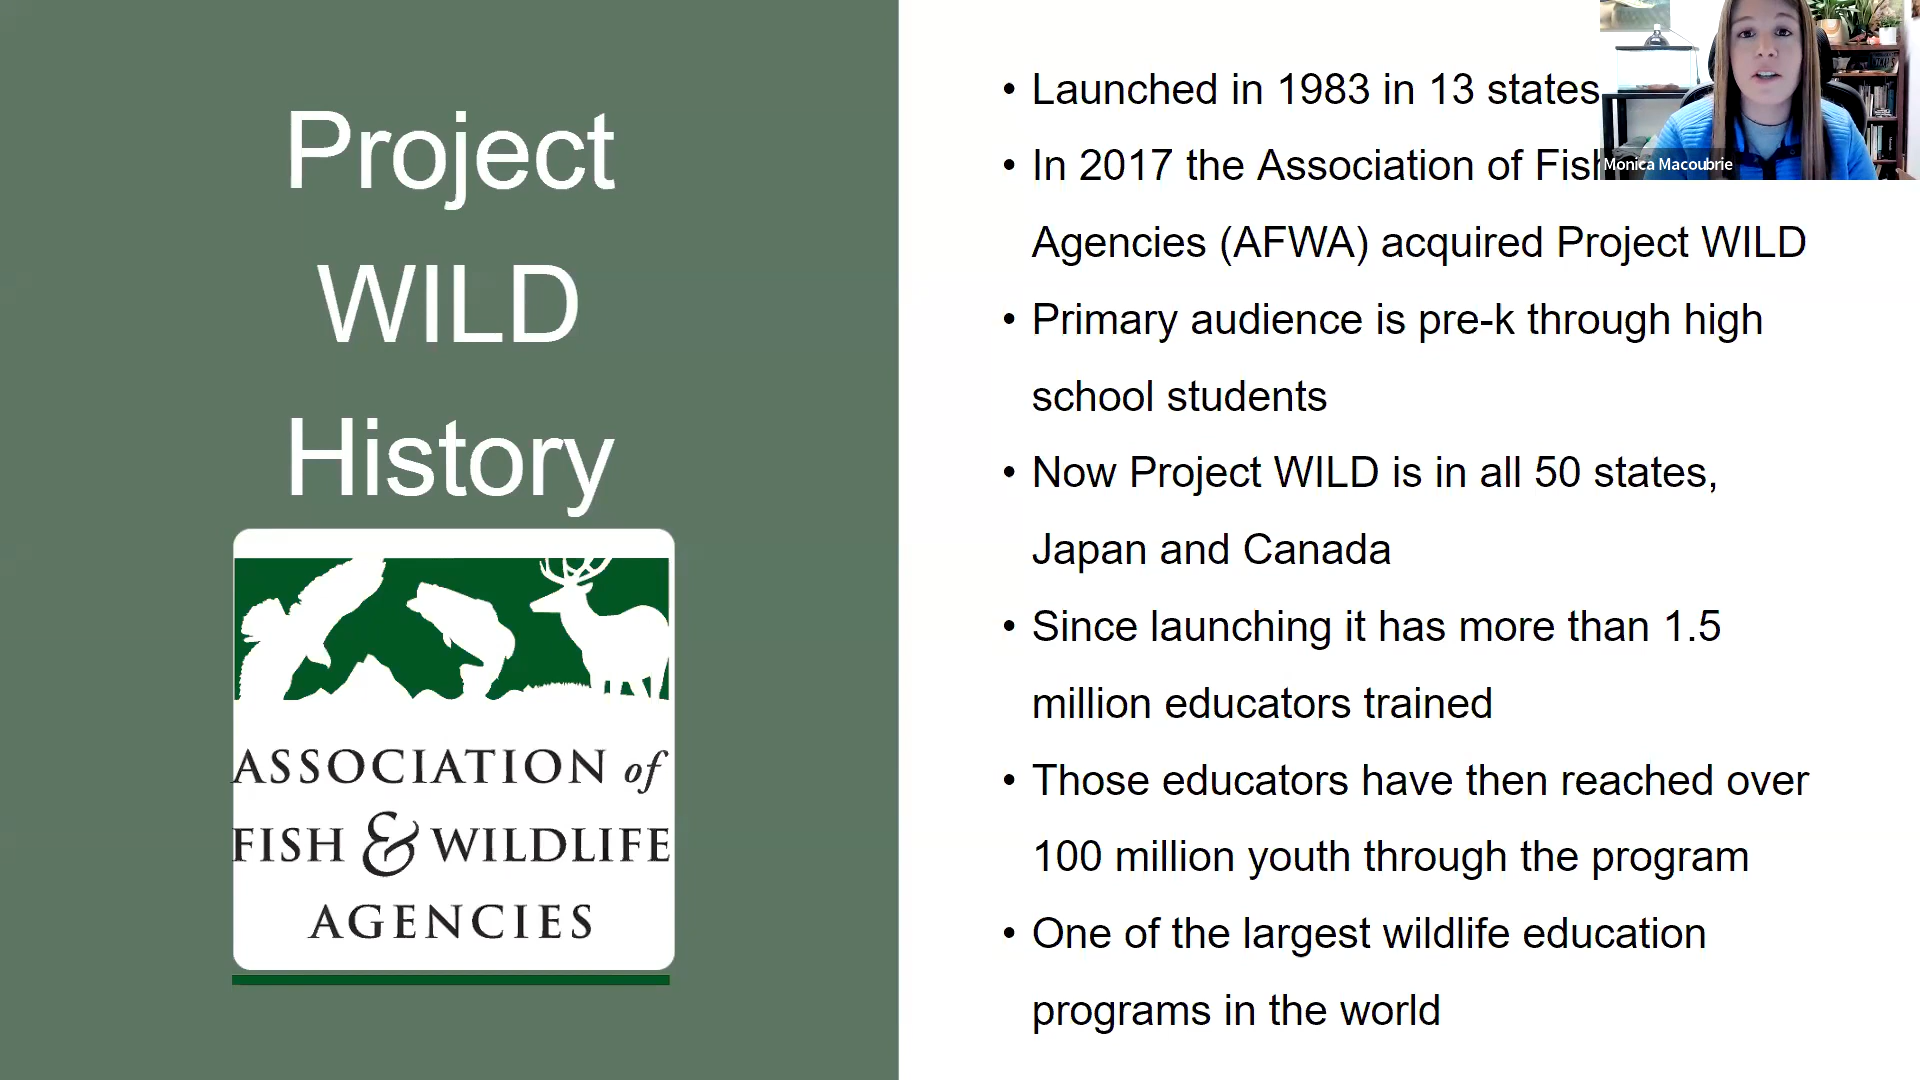 Project
WILD
History
ASSOCIATION of
FISH & WILDLIFE
AGENCIES
• Launched in 1983 in 13 states
• In 2017 the Association of
Agencies (AFWA) acquired Project WILD
• Primary audience is pre-k through high
school students
• Now Project WILD is in all 50 states,
Japan and Canada
• Since launching it has more than 1.5
million educators trained
• Those educators have then reached over
100 million youth through the program
• One of the largest wildlife education
programs in the world
Monica Macoubrie